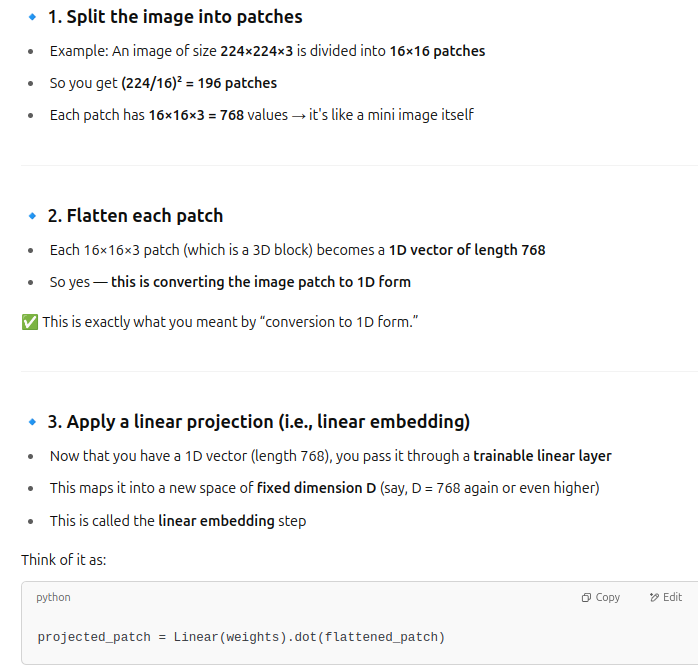 1. Split the image into patches
Example: An image of size 224×224×3 is divided into 16×16 patches
So you get (224/16)² = 196 patches
Each patch has 16×16×3 = 768 values → it's like a mini image itself
2. Flatten each patch
Each 16×16×3 patch (which is a 3D block) becomes a 1D vector of length 768
So yes — this is converting the image patch to 1D form
✅ This is exactly what you meant by “conversion to 1D form.”
3. Apply a linear projection (i.e., linear embedding)
Now that you have a 1D vector (length 768), you pass it through a trainable linear layer
This maps it into a new space of fixed dimension D (say, D = 768 again or even higher)
This is called the linear embedding step
Think of it as:
python Copy Edit
projected_patch = Linear(weights).dot(flattened_patch)